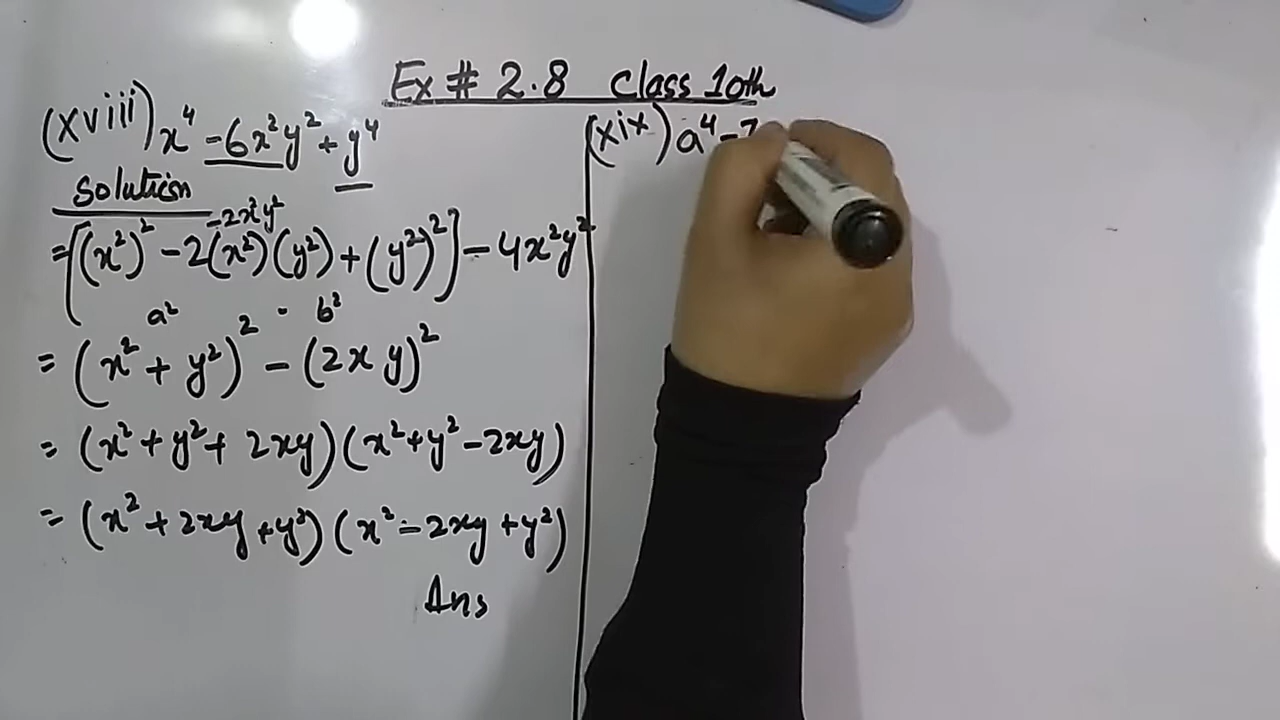 Ex # 2.8 Class 10th
(xviii) x⁴ - 6x²y² + y⁴
Solution
-2x²y²
= [(x²)² - 2(x²)(y²) + (y²)²] - 4x²y²
a² - b²
= (x² + y²)² - (2xy)²
= (x² + y² + 2xy)(x² + y² - 2xy)
= (x² + 2xy + y²)(x² - 2xy + y²)
Ans
(xix) a⁴ -